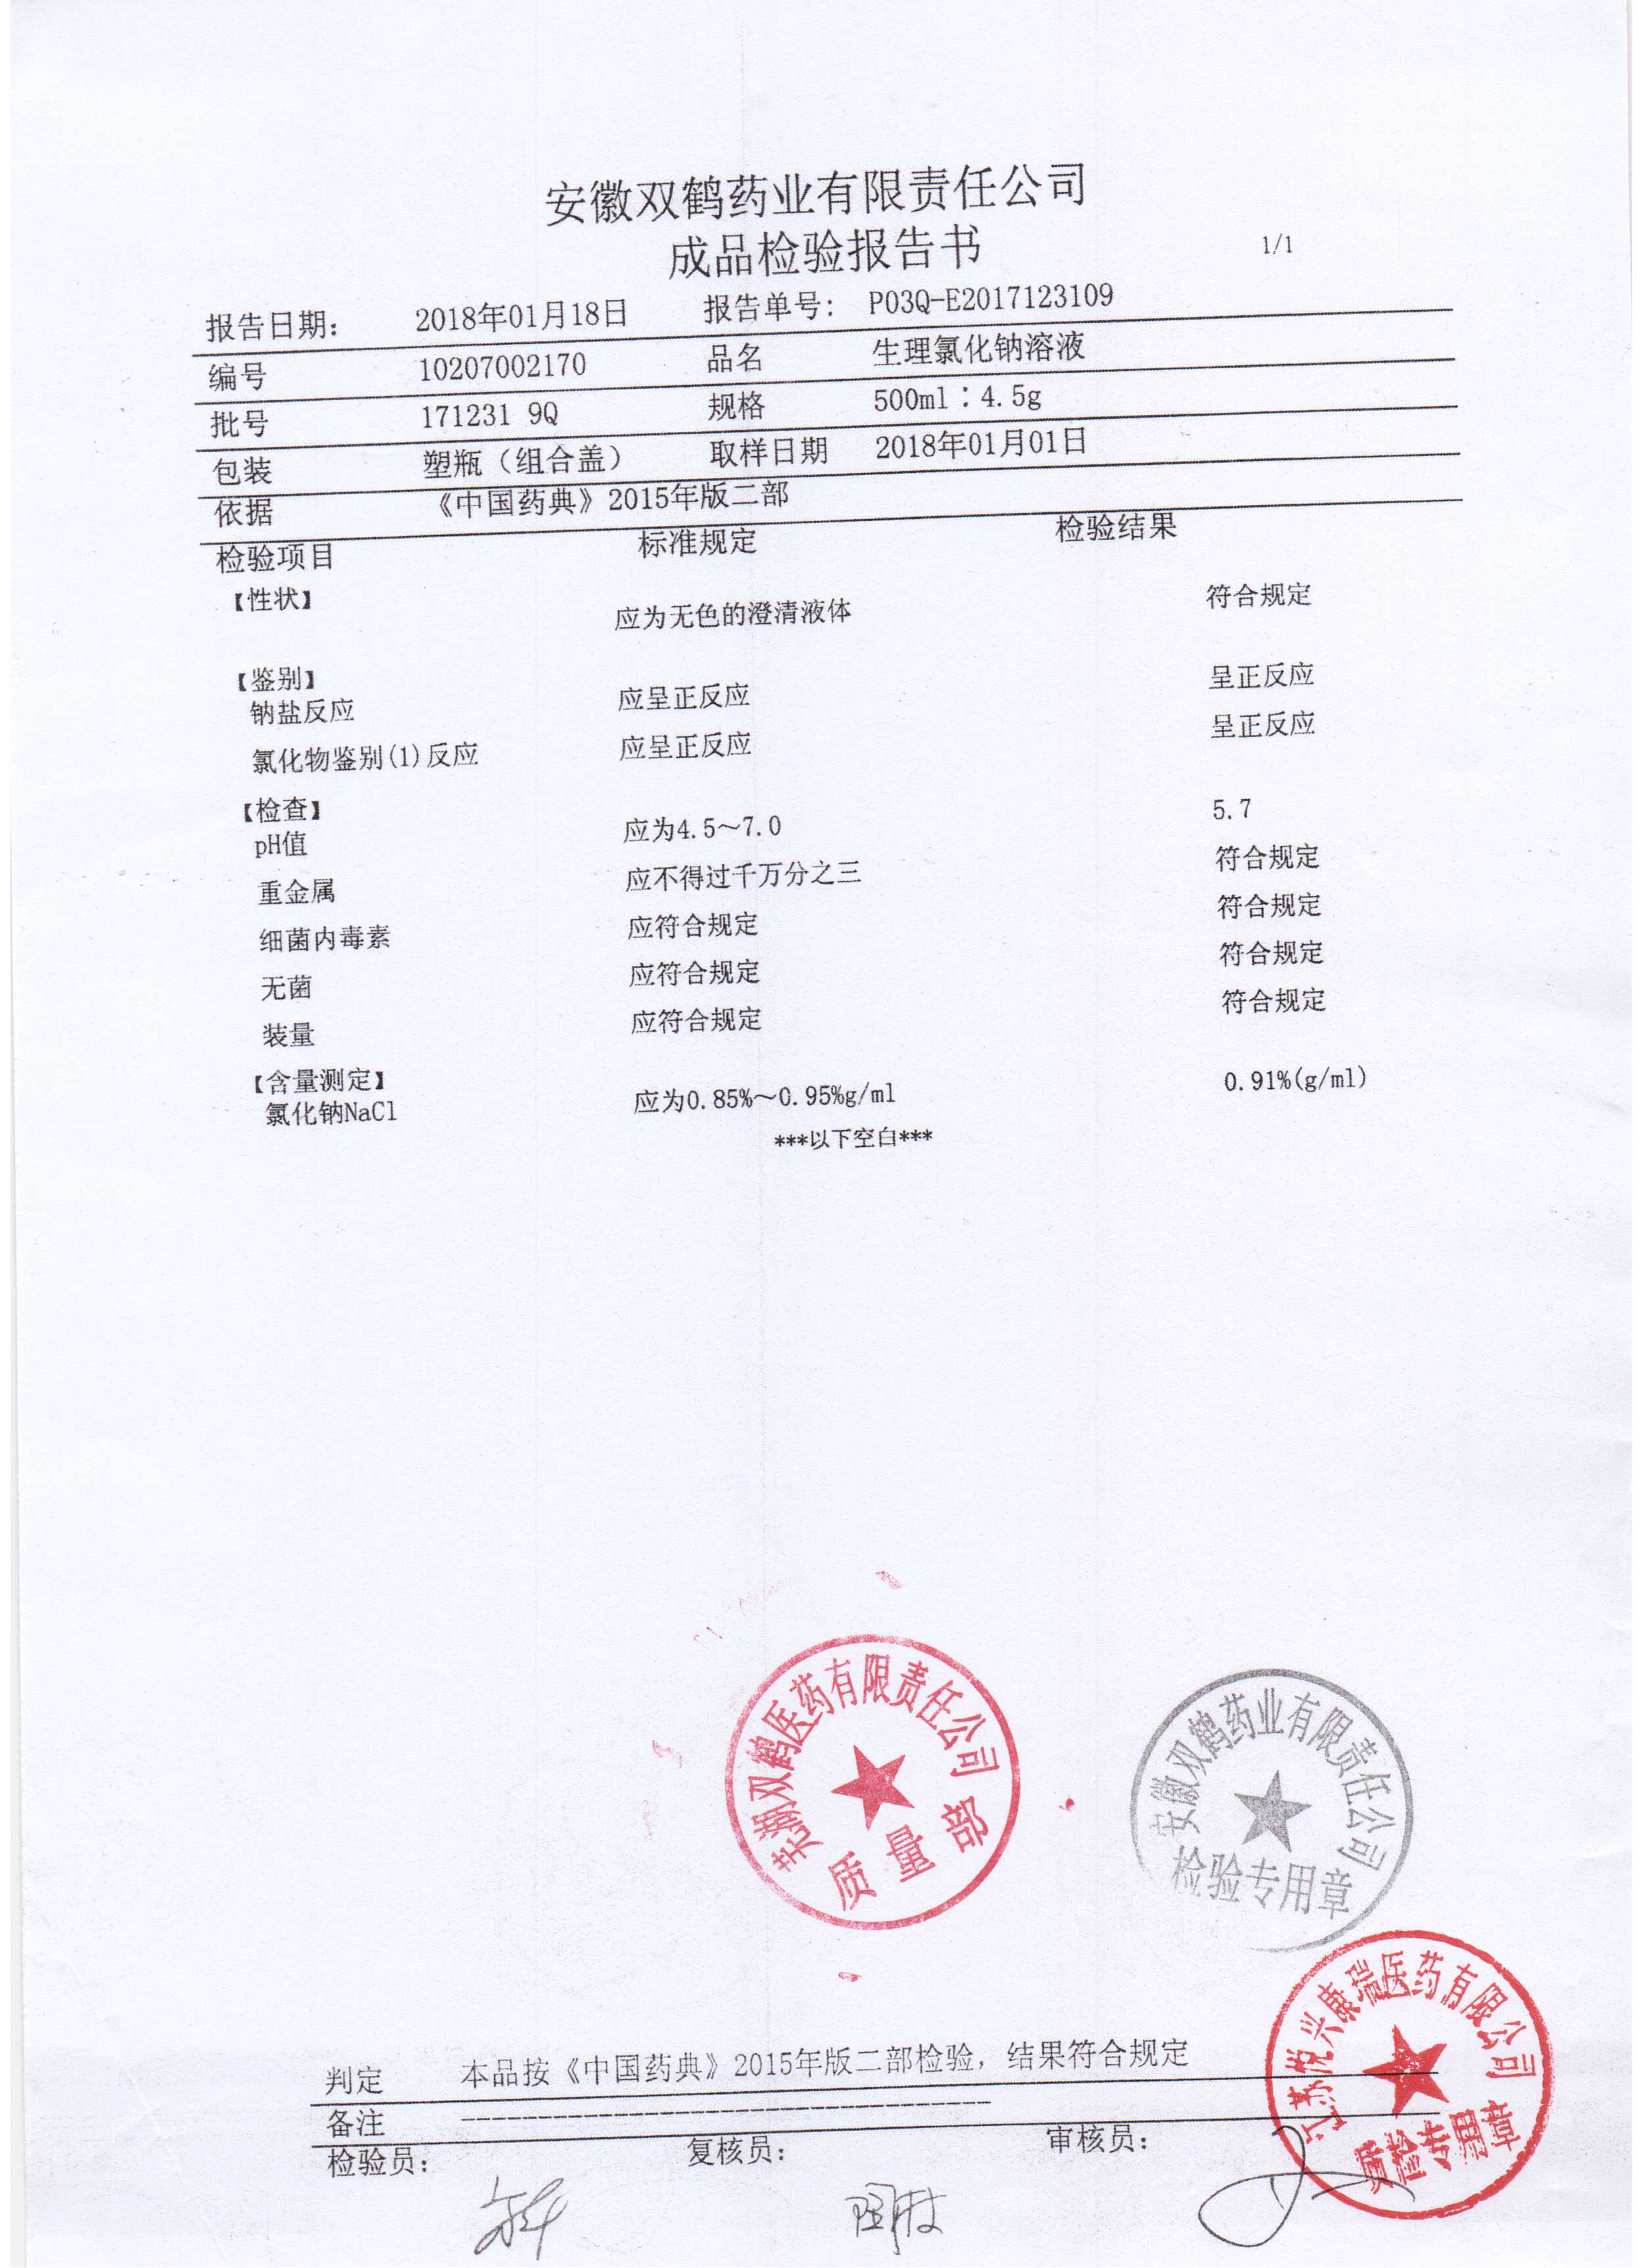 安徽双鹤药业有限责任公司
成品检验报告书
1/1
报告日期: 2018年01月18日 报告单号: P03Q-E2017123109
编号 10207002170 品名 生理氯化钠溶液
批号 171231 9Q 规格 500ml:4.5g
包装 塑瓶（组合盖） 取样日期 2018年01月01日
依据 《中国药典》2015年版二部
检验项目 标准规定 检验结果
【性状】 应为无色的澄清液体 符合规定
【鉴别】
钠盐反应 应呈正反应 呈正反应
氯化物鉴别(1)反应 应呈正反应 呈正反应
【检查】
pH值 应为4.5～7.0 5.7
重金属 应不得过千万分之三 符合规定
细菌内毒素 应符合规定 符合规定
无菌 应符合规定 符合规定
装量 应符合规定 符合规定
【含量测定】
氯化钠NaCl 应为0.85%～0.95%g/ml 0.91%(g/ml)
***以下空白***
芜湖双鹤医药有限责任公司
质量部
安徽双鹤药业有限责任公司
检验专用章
江苏悦兴康瑞医药有限公司
质检专用章
判定 本品按《中国药典》2015年版二部检验，结果符合规定
备注 -----------------------------------
检验员: 复核员: 审核员: